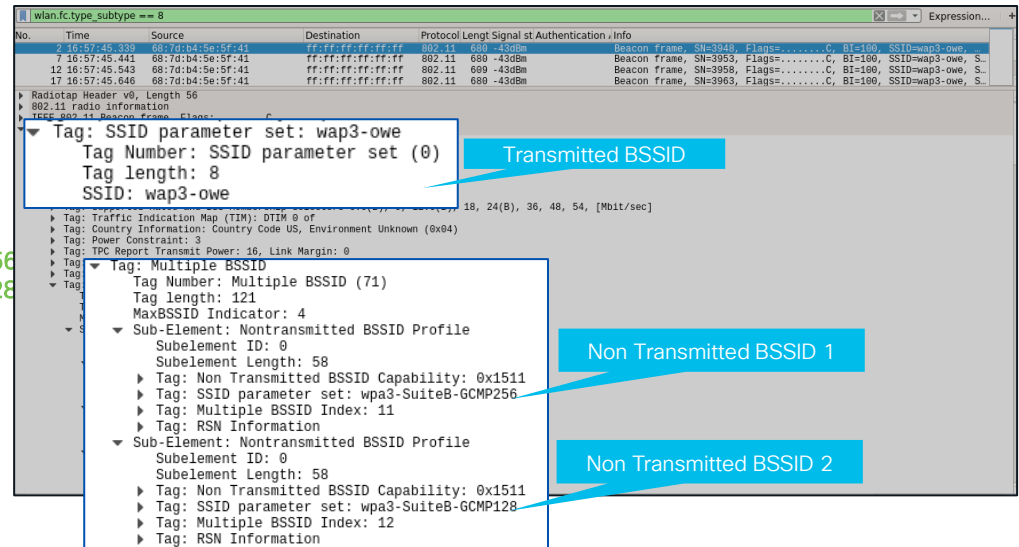 wlan.fc.type_subtype == 8
Expression... +
No. Time Source Destination Protocol Lengt Signal st Authentication Info
2 16:57:45.339 68:7d:b4:5e:5f:41 ff:ff:ff:ff:ff:ff 802.11 680 -43dBm Beacon frame, SN=3948, Flags=........C, BI=100, SSID=wap3-owe, …
7 16:57:45.441 68:7d:b4:5e:5f:41 ff:ff:ff:ff:ff:ff 802.11 680 -43dBm Beacon frame, SN=3953, Flags=........C, BI=100, SSID=wap3-owe, S…
12 16:57:45.543 68:7d:b4:5e:5f:41 ff:ff:ff:ff:ff:ff 802.11 609 -43dBm Beacon frame, SN=3958, Flags=........C, BI=100, SSID=wap3-owe, S…
17 16:57:45.646 68:7d:b4:5e:5f:41 ff:ff:ff:ff:ff:ff 802.11 680 -43dBm Beacon frame, SN=3963, Flags=........C, BI=100, SSID=wap3-owe, S…
Radiotap Header v0, Length 56
802.11 radio information
IEEE 802.11 Beacon frame, Flags: ........C
Tag: SSID parameter set: wap3-owe
Tag Number: SSID parameter set (0)
Transmitted BSSID
Tag length: 8
SSID: wap3-owe
18, 24(B), 36, 48, 54, [Mbit/sec]
Tag: Traffic Indication Map (TIM): DTIM 0 of
Tag: Country Information: Country Code US, Environment Unknown (0x04)
Tag: Power Constraint: 3
Tag: TPC Report Transmit Power: 16, Link Margin: 0
56
Tag
Tag
28
Tag
Tag: Multiple BSSID
Tag Number: Multiple BSSID (71)
Tag length: 121
MaxBSSID Indicator: 4
Sub-Element: Nontransmitted BSSID Profile
Subelement ID: 0
Non Transmitted BSSID 1
Subelement Length: 58
Tag: Non Transmitted BSSID Capability: 0x1511
Tag: SSID parameter set: wpa3-SuiteB-GCMP256
Tag: Multiple BSSID Index: 11
Tag: RSN Information
Sub-Element: Nontransmitted BSSID Profile
Subelement ID: 0
Non Transmitted BSSID 2
Subelement Length: 58
Tag: Non Transmitted BSSID Capability: 0x1511
Tag: SSID parameter set: wpa3-SuiteB-GCMP128
Tag: Multiple BSSID Index: 12
Tag: RSN Information